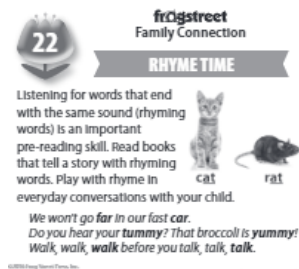 frogstreet
Family Connection
22
RHYME TIME
Listening for words that end
with the same sound (rhyming
words) is an important
pre-reading skill. Read books
that tell a story with rhyming
words. Play with rhyme in
everyday conversations with your child.
cat
rat
We won't go far in our fast car.
Do you hear your tummy? That broccoli is yummy!
Walk, walk, walk before you talk, talk, talk.